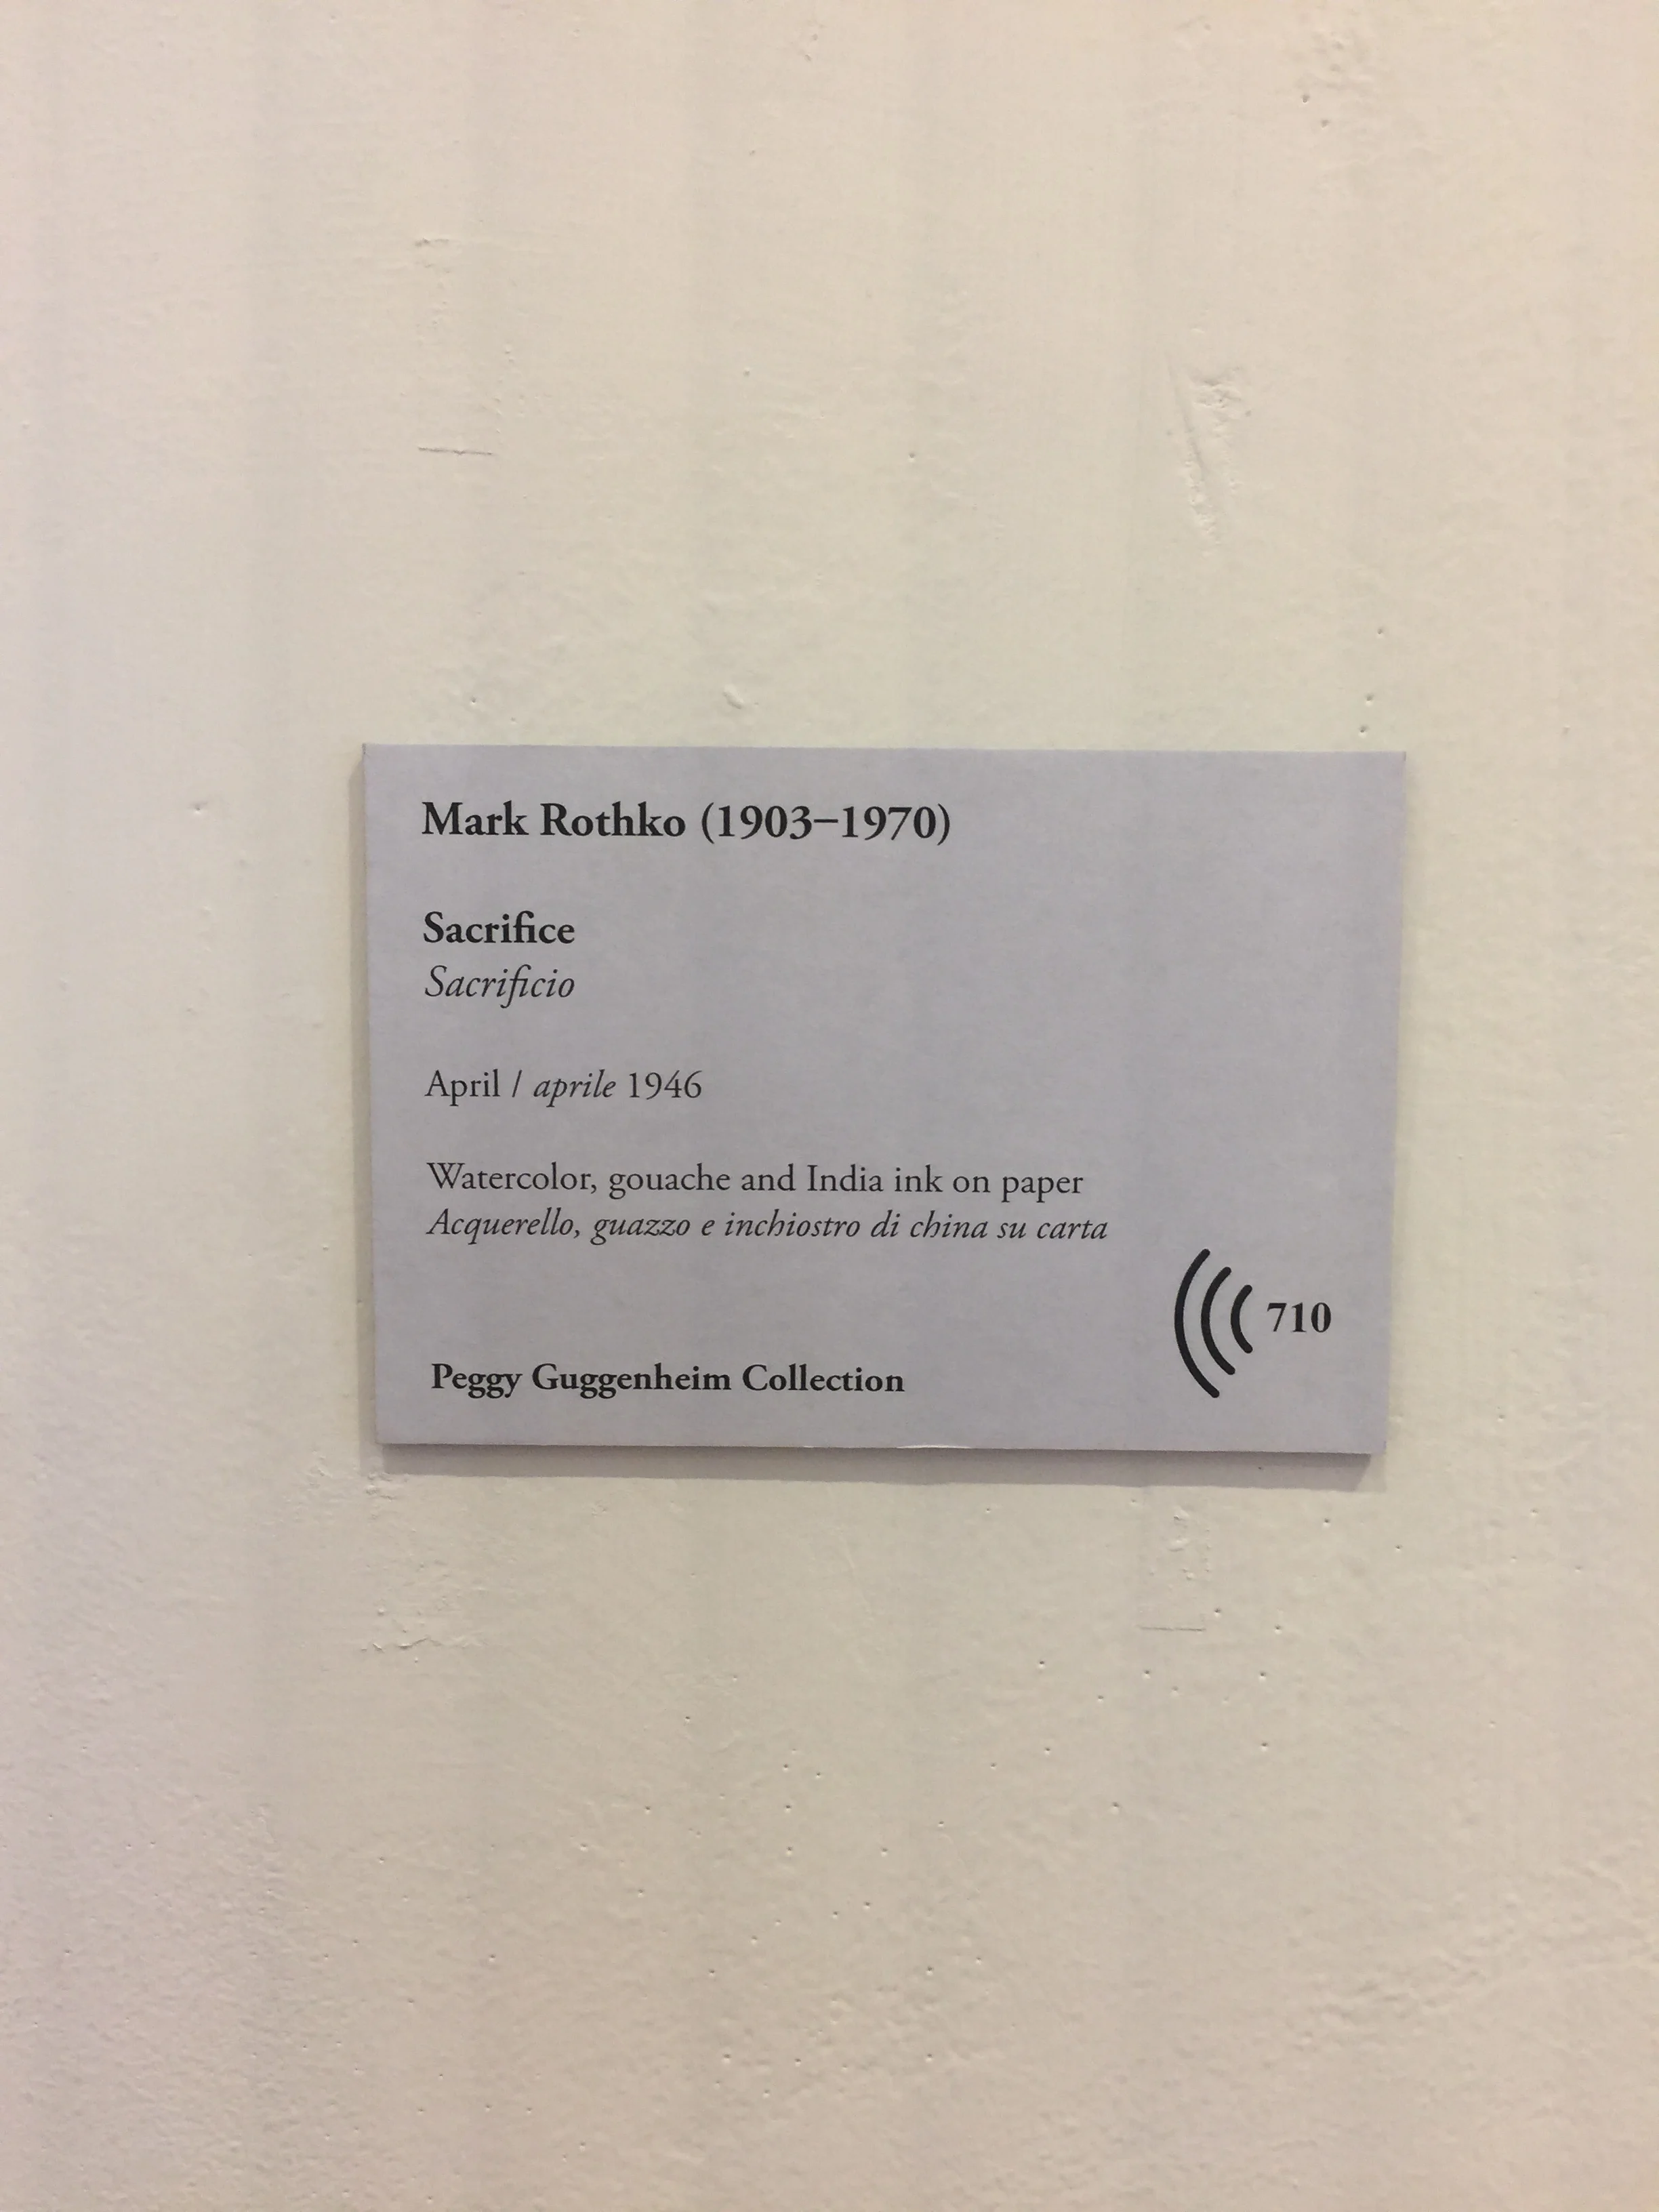 Mark Rothko (1903–1970)
Sacrifice
Sacrificio
April / aprile 1946
Watercolor, gouache and India ink on paper
Acquerello, guazzo e inchiostro di china su carta
710
Peggy Guggenheim Collection